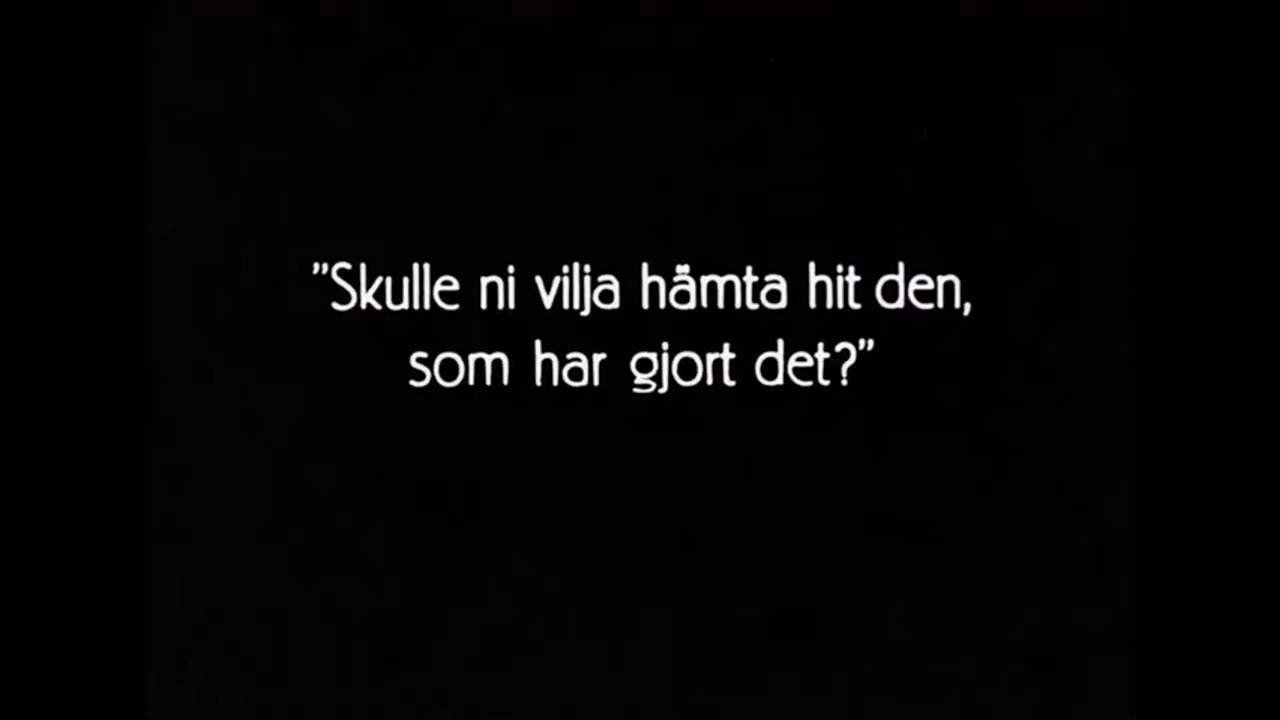 ”Skulle ni vilja hämta hit den,
som har gjort det?”